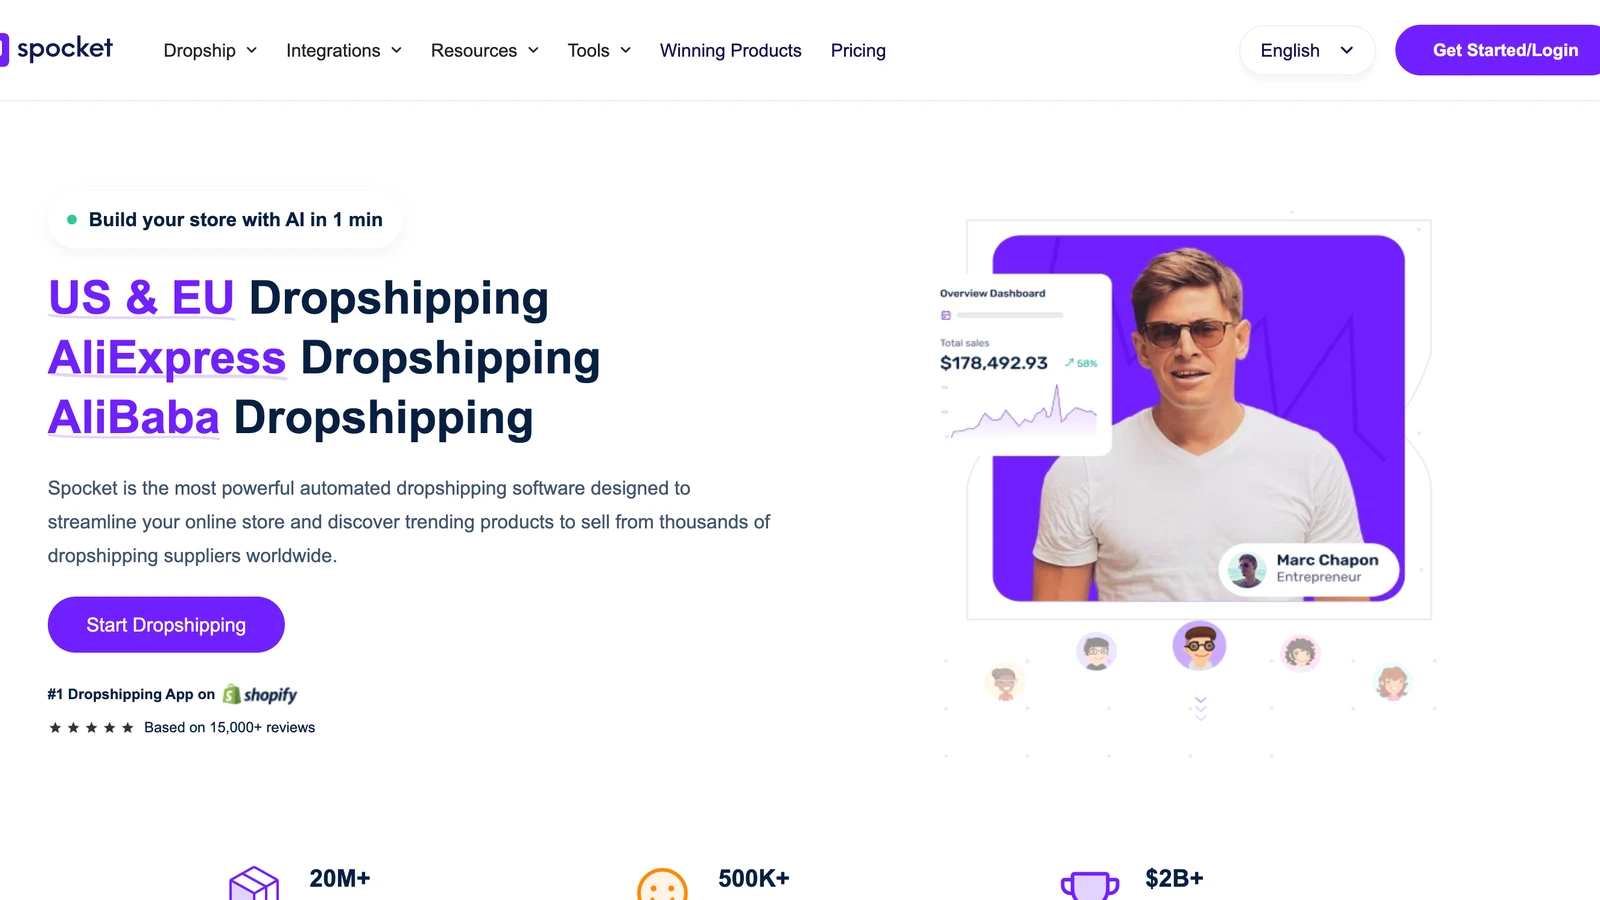 spocket
Dropship
Integrations
Resources
Tools
Winning Products
Pricing
English
Get Started/Login
Build your store with AI in 1 min
US & EU Dropshipping
AliExpress Dropshipping
AliBaba Dropshipping
Spocket is the most powerful automated dropshipping software designed to
streamline your online store and discover trending products to sell from thousands of
dropshipping suppliers worldwide.
Start Dropshipping
#1 Dropshipping App on shopify
Based on 15,000+ reviews
Overview Dashboard
Total sales
$178,492.93
58%
Marc Chapon
Entrepreneur
20M+
500K+
$2B+